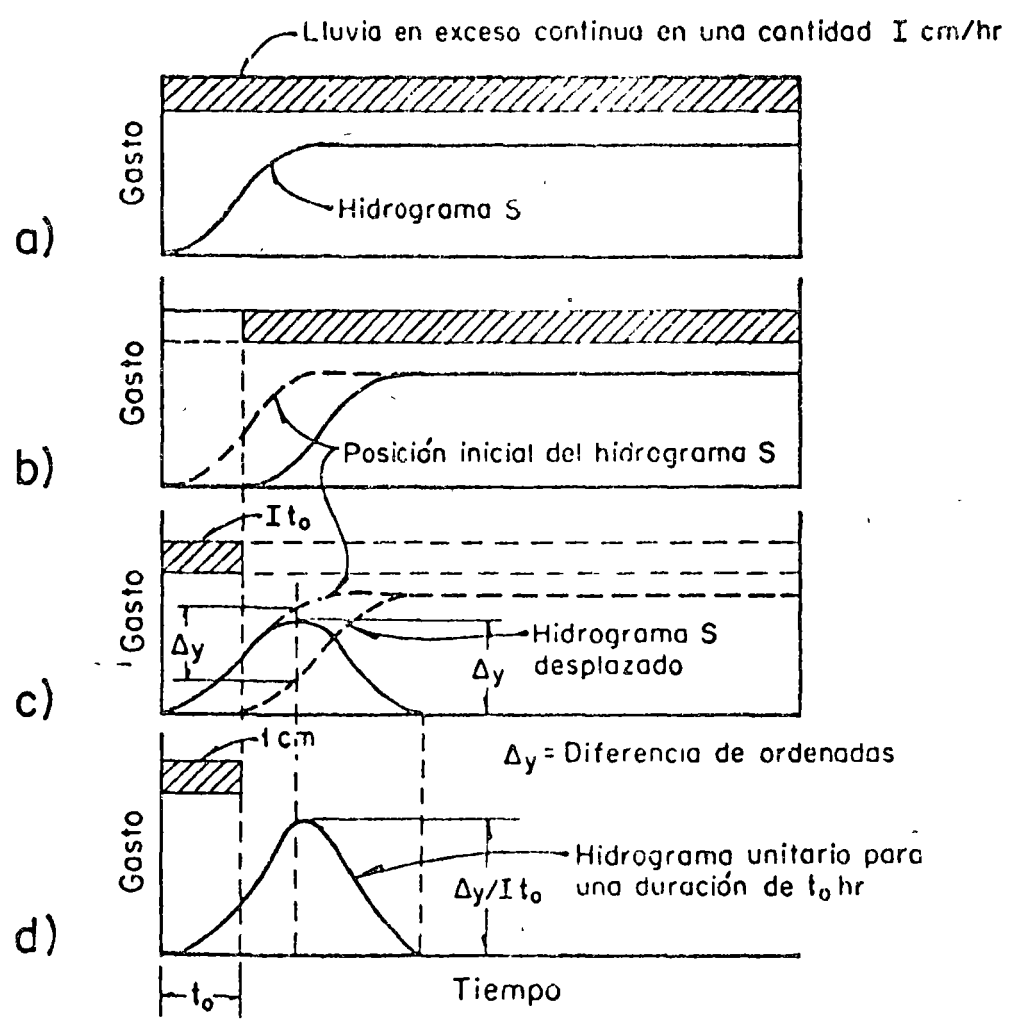 Lluvia en exceso continua en una cantidad I cm/hr
Gasto
Hidrograma S
a)
Gasto
Posición inicial del hidrograma S
b)
I t₀
Gasto
Δy
Hidrograma S
desplazado
Δy
c)
1 cm
Δy = Diferencia de ordenadas
Gasto
Hidrograma unitario para
una duración de t₀ hr
Δy/I t₀
d)
t₀
Tiempo